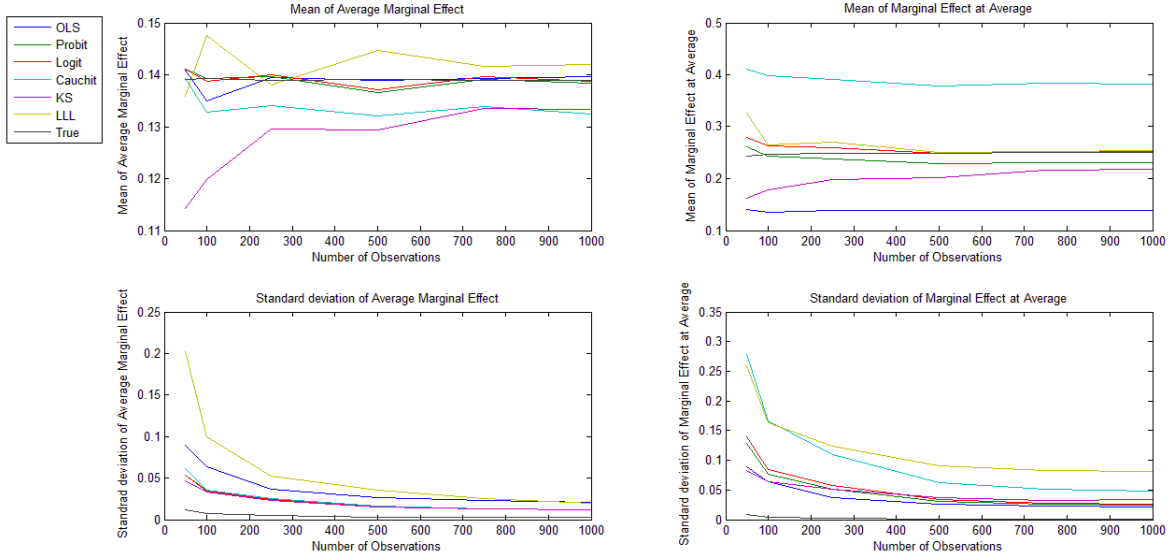 OLS
Probit
Logit
Cauchit
KS
LLL
True
Mean of Average Marginal Effect
Mean of Average Marginal Effect
0.15
0.14
0.13
0.12
0.11
0 100 200 300 400 500 600 700 800 900 1000
Number of Observations
Mean of Marginal Effect at Average
Mean of Marginal Effect at Average
0.5
0.4
0.3
0.2
0.1
0 100 200 300 400 500 600 700 800 900 1000
Number of Observations
Standard deviation of Average Marginal Effect
Standrad deviation of Average Marginal Effect
0.25
0.2
0.15
0.1
0.05
0
0 100 200 300 400 500 600 700 800 900 1000
Number of Observations
Standard deviation of Marginal Effect at Average
Standard deviation of Marginal Effect at Average
0.35
0.3
0.25
0.2
0.15
0.1
0.05
0
0 100 200 300 400 500 600 700 800 900 1000
Number of Observations